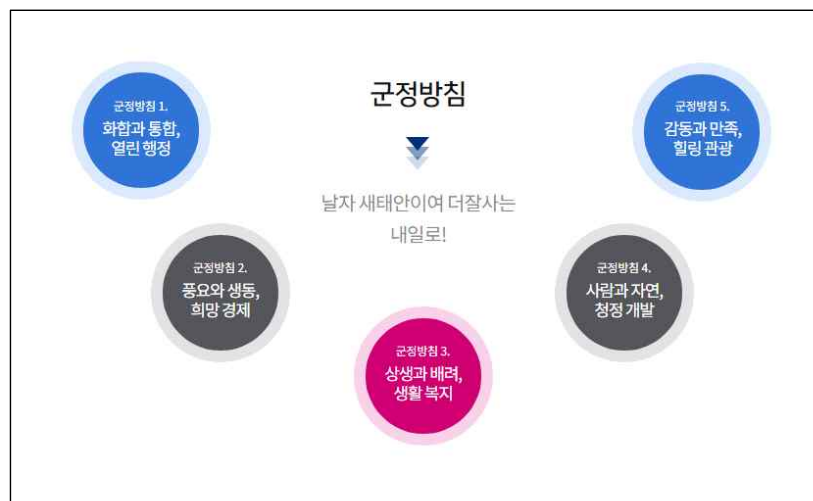 군정방침
날자 새태안이여 더잘사는
내일로!
군정방침 1.
화합과 통합,
열린 행정
군정방침 2.
풍요와 생동,
희망 경제
군정방침 3.
상생과 배려,
생활 복지
군정방침 4.
사람과 자연,
청정 개발
군정방침 5.
감동과 만족,
힐링 관광